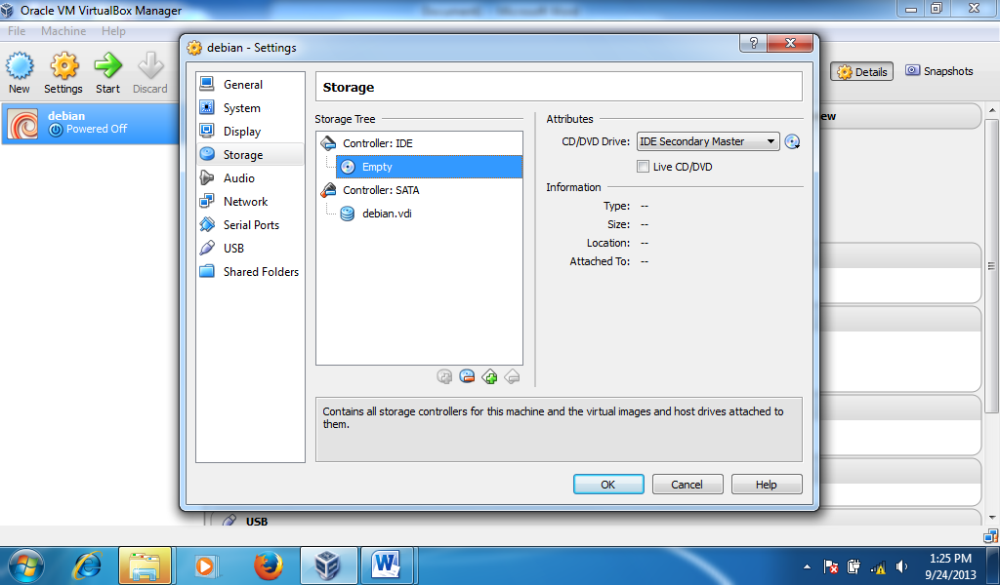 Oracle VM VirtualBox Manager
File Machine Help
New Settings Start Discard
Details Snapshots
debian
Powered Off
debian - Settings
General
System
Display
Storage
Audio
Network
Serial Ports
USB
Shared Folders
Storage
Storage Tree
Controller: IDE
Empty
Controller: SATA
debian.vdi
Attributes
CD/DVD Drive: IDE Secondary Master
Live CD/DVD
Information
Type: --
Size: --
Location: --
Attached To: --
Contains all storage controllers for this machine and the virtual images and host drives attached to
them.
OK Cancel Help
ew
USB
1:25 PM
9/24/2013